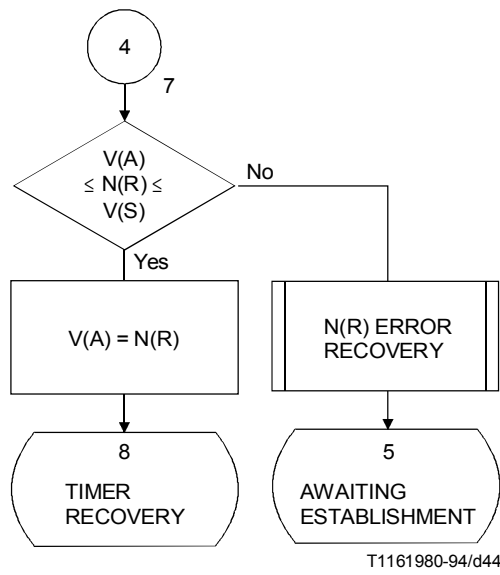 4
7
V(A)
≤ N(R) ≤
V(S)
No
Yes
V(A) = N(R)
N(R) ERROR
RECOVERY
8
TIMER
RECOVERY
5
AWAITING
ESTABLISHMENT
T1161980-94/d44